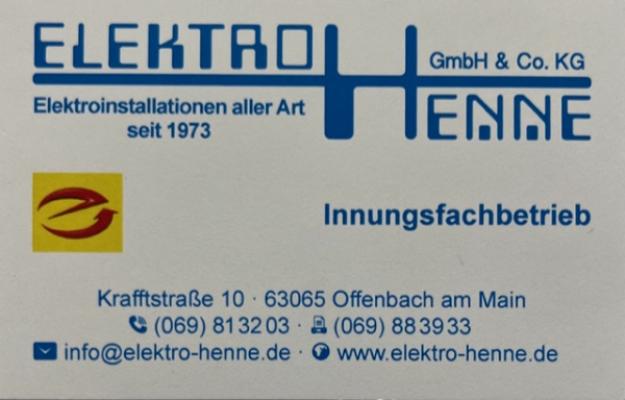 ELEKTRO HENNE
GmbH & Co. KG
Elektroinstallationen aller Art
seit 1973
Innungsfachbetrieb
Krafftstraße 10 · 63065 Offenbach am Main
(069) 81 32 03 · (069) 88 39 33
info@elektro-henne.de · www.elektro-henne.de